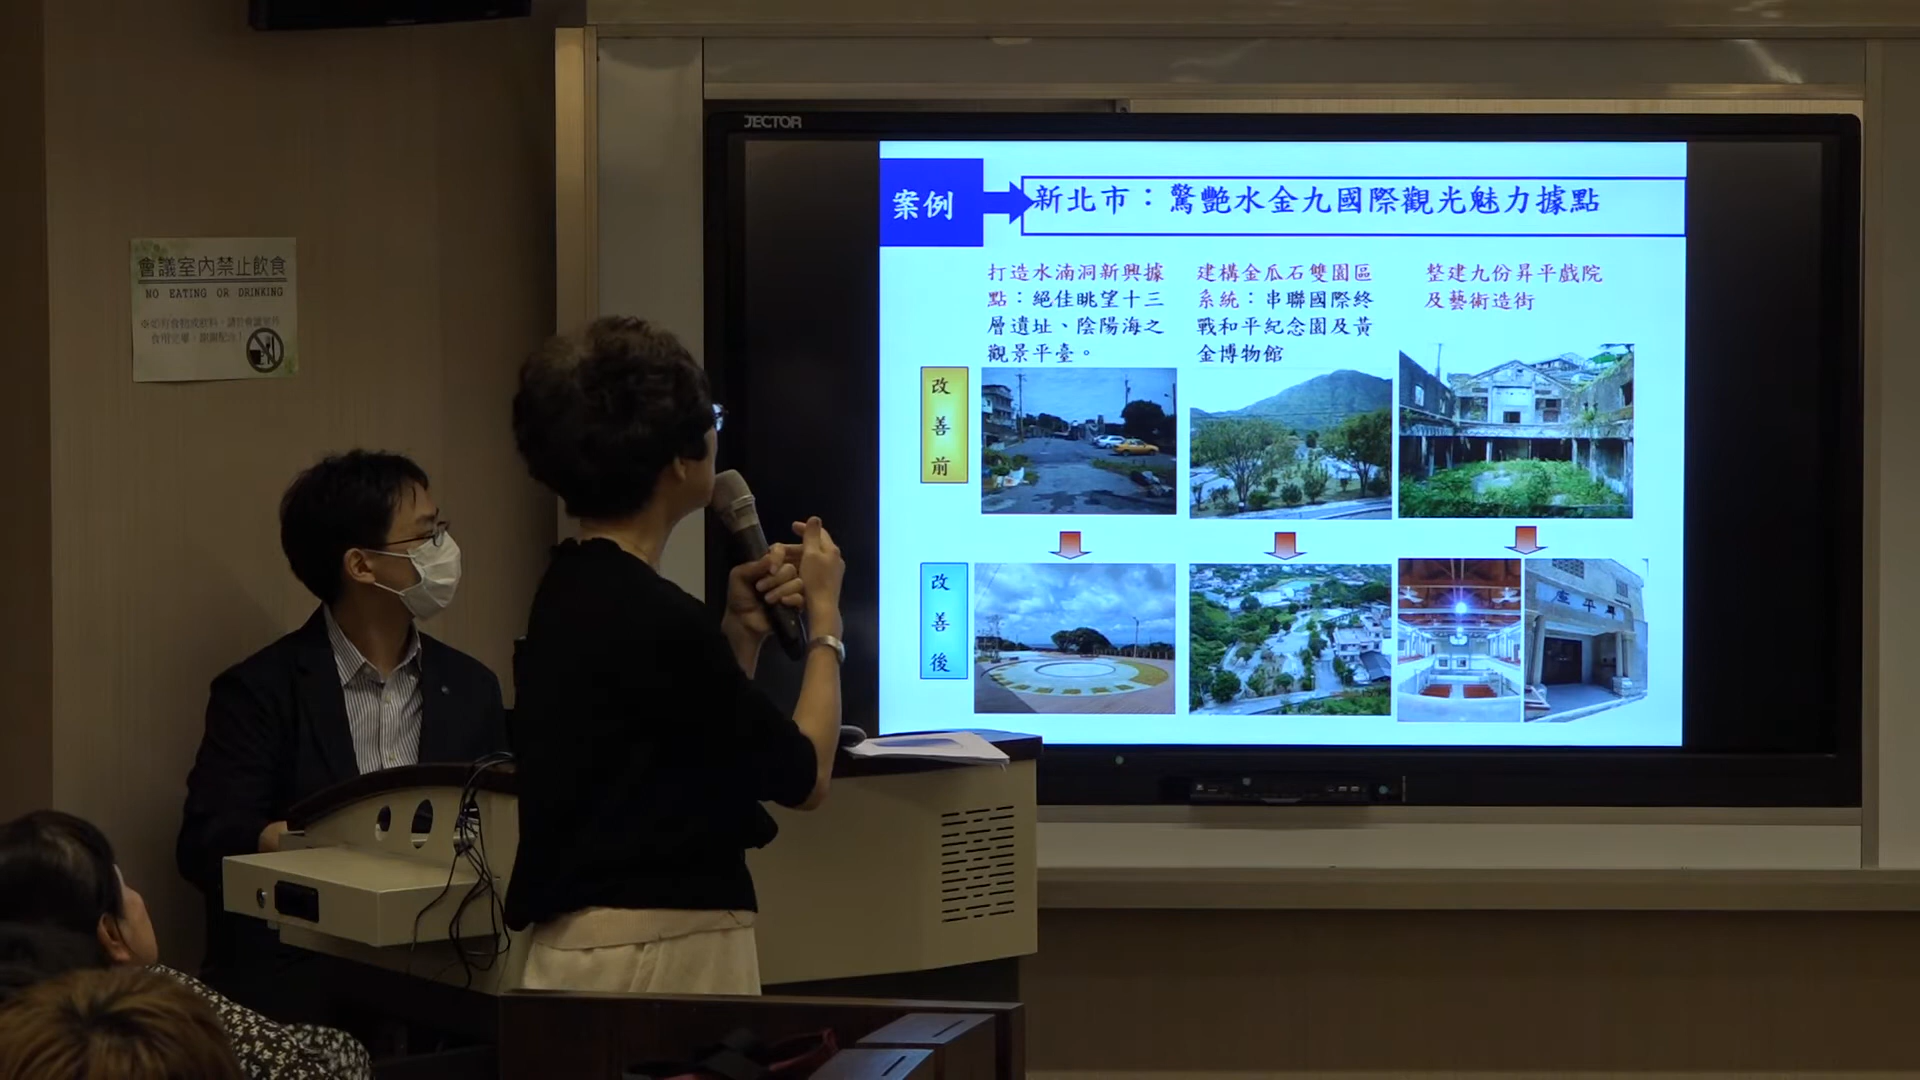 JECTOR
案例
新北市：驚艷水金九國際觀光魅力據點
打造水湳洞新興據
點：絕佳眺望十三
層遺址、陰陽海之
觀景平臺。
建構金瓜石雙園區
系統：串聯國際終
戰和平紀念園及黃
金博物館
整建九份昇平戲院
及藝術造街
改善前
改善後
座平昇
會議室內禁止飲食
NO EATING OR DRINKING